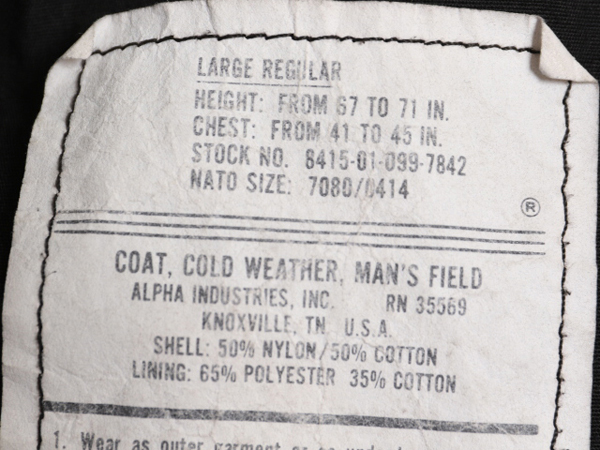 LARGE REGULAR
HEIGHT: FROM 67 TO 71 IN.
CHEST: FROM 41 TO 45 IN.
STOCK NO. 8415-01-099-7842
NATO SIZE: 7080/0414
®
COAT, COLD WEATHER, MAN'S FIELD
ALPHA INDUSTRIES, INC. RN 35569
KNOXVILLE, TN U.S.A.
SHELL: 50% NYLON/50% COTTON
LINING: 65% POLYESTER 35% COTTON
1. Wear as outer garment or